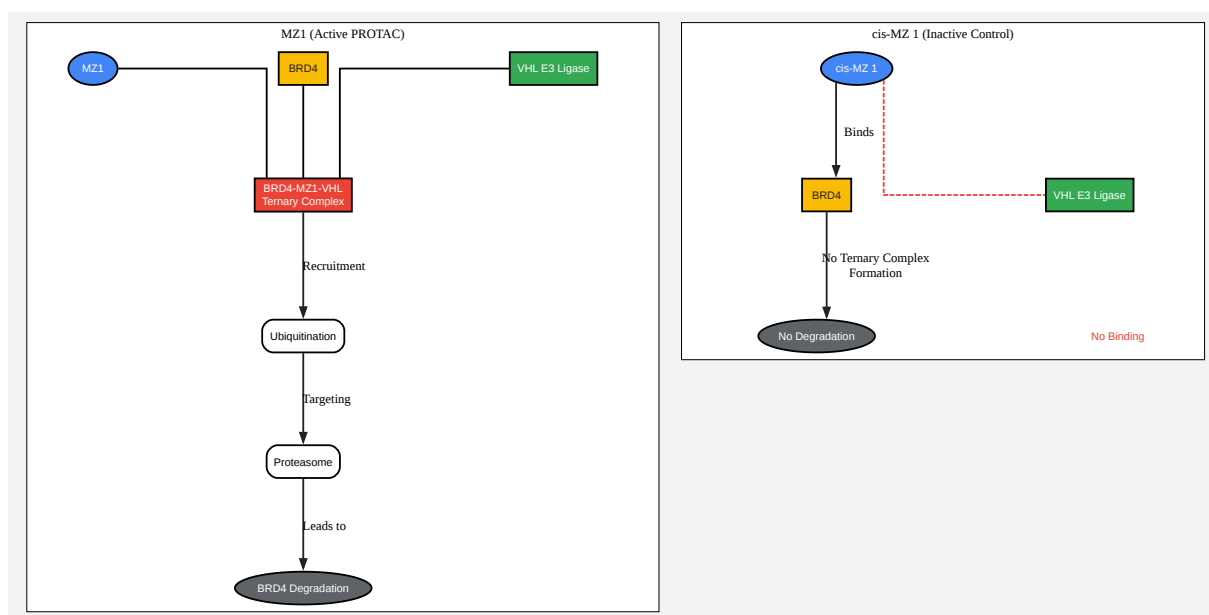 MZ1 (Active PROTAC)
MZ1
BRD4
VHL E3 Ligase
BRD4-MZ1-VHL
Ternary Complex
Recruitment
Ubiquitination
Targeting
Proteasome
Leads to
BRD4 Degradation
cis-MZ 1 (Inactive Control)
cis-MZ 1
Binds
BRD4
VHL E3 Ligase
No Ternary Complex
Formation
No Degradation
No Binding